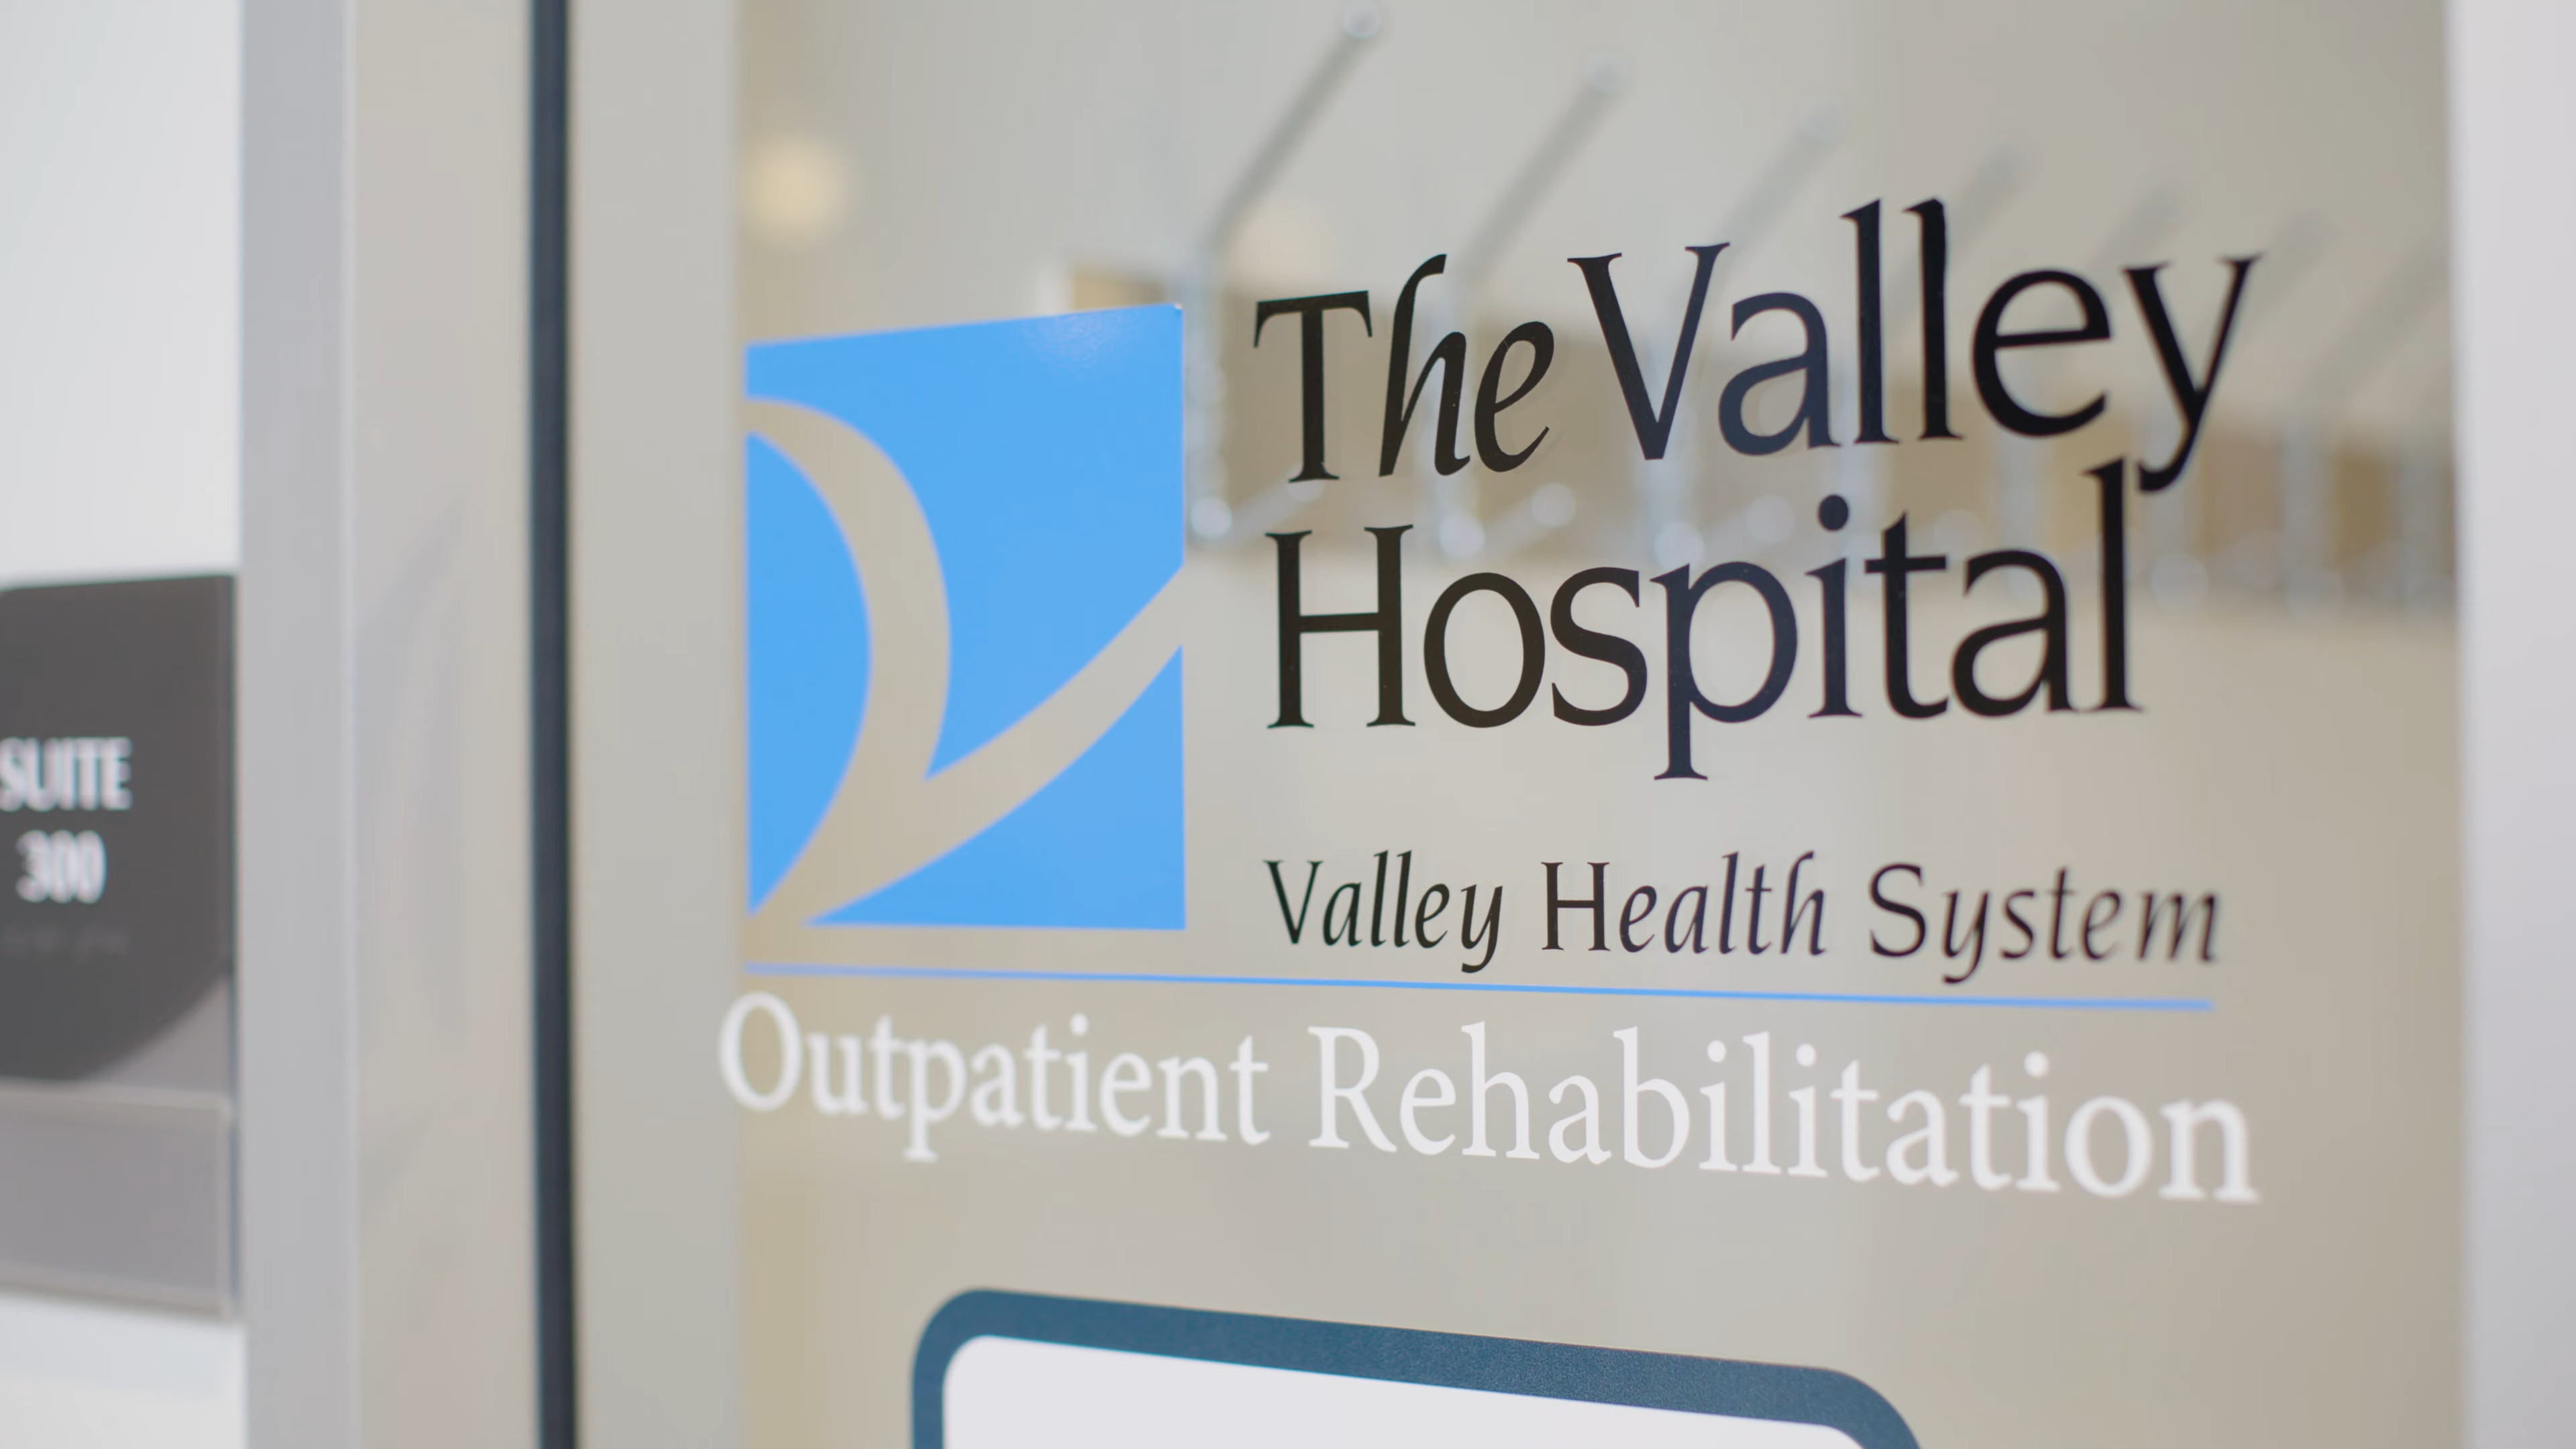 SUITE
300
The Valley
Hospital
Valley Health System
Outpatient Rehabilitation